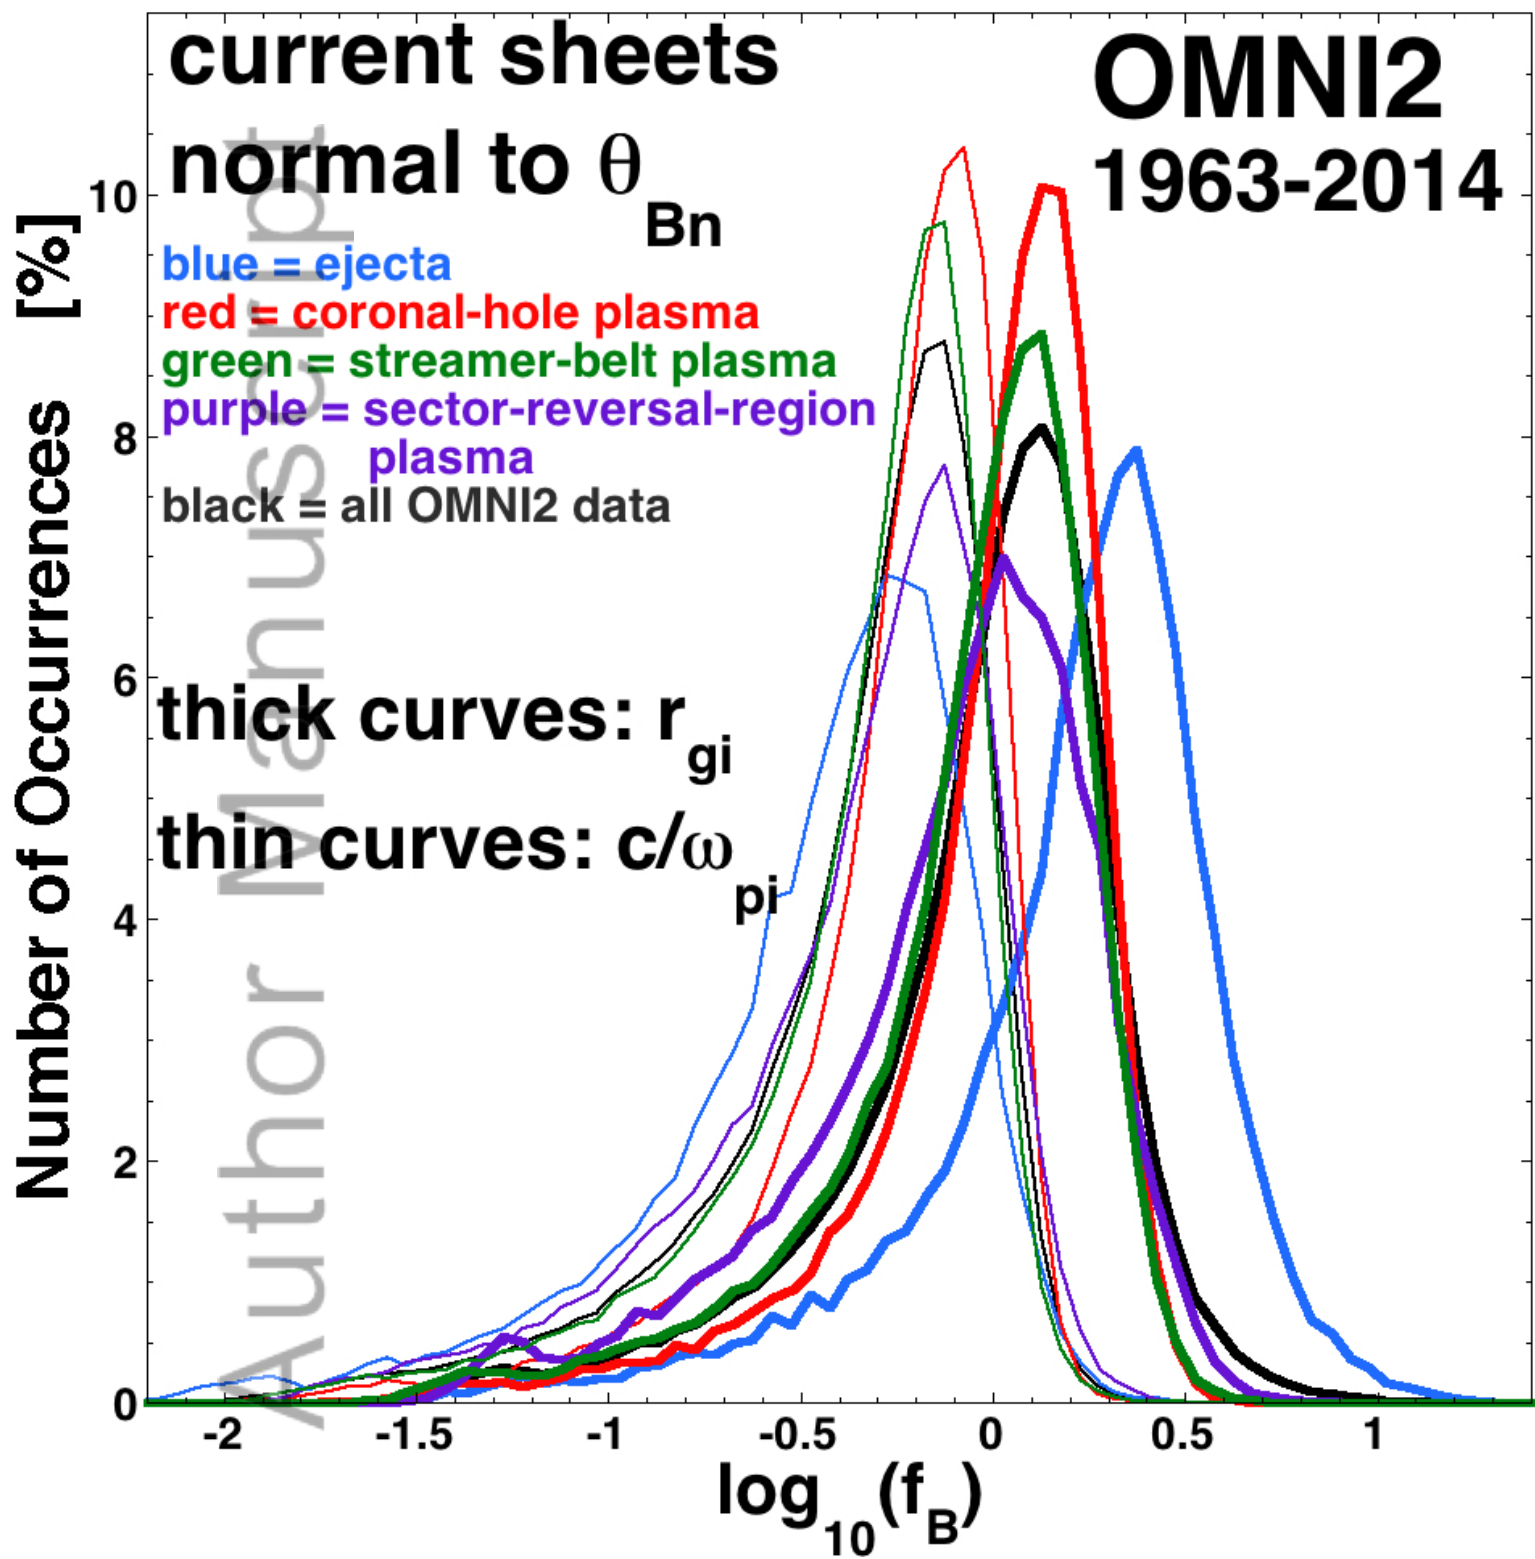 current sheets
normal to θBn
OMNI2
1963-2014
blue = ejecta
red = coronal-hole plasma
green = streamer-belt plasma
purple = sector-reversal-region
plasma
black = all OMNI2 data
thick curves: rgi
thin curves: c/ωpi
Author Manuscript
Number of Occurrences [%]
10
8
6
4
2
0
-2 -1.5 -1 -0.5 0 0.5 1
log10(fB)